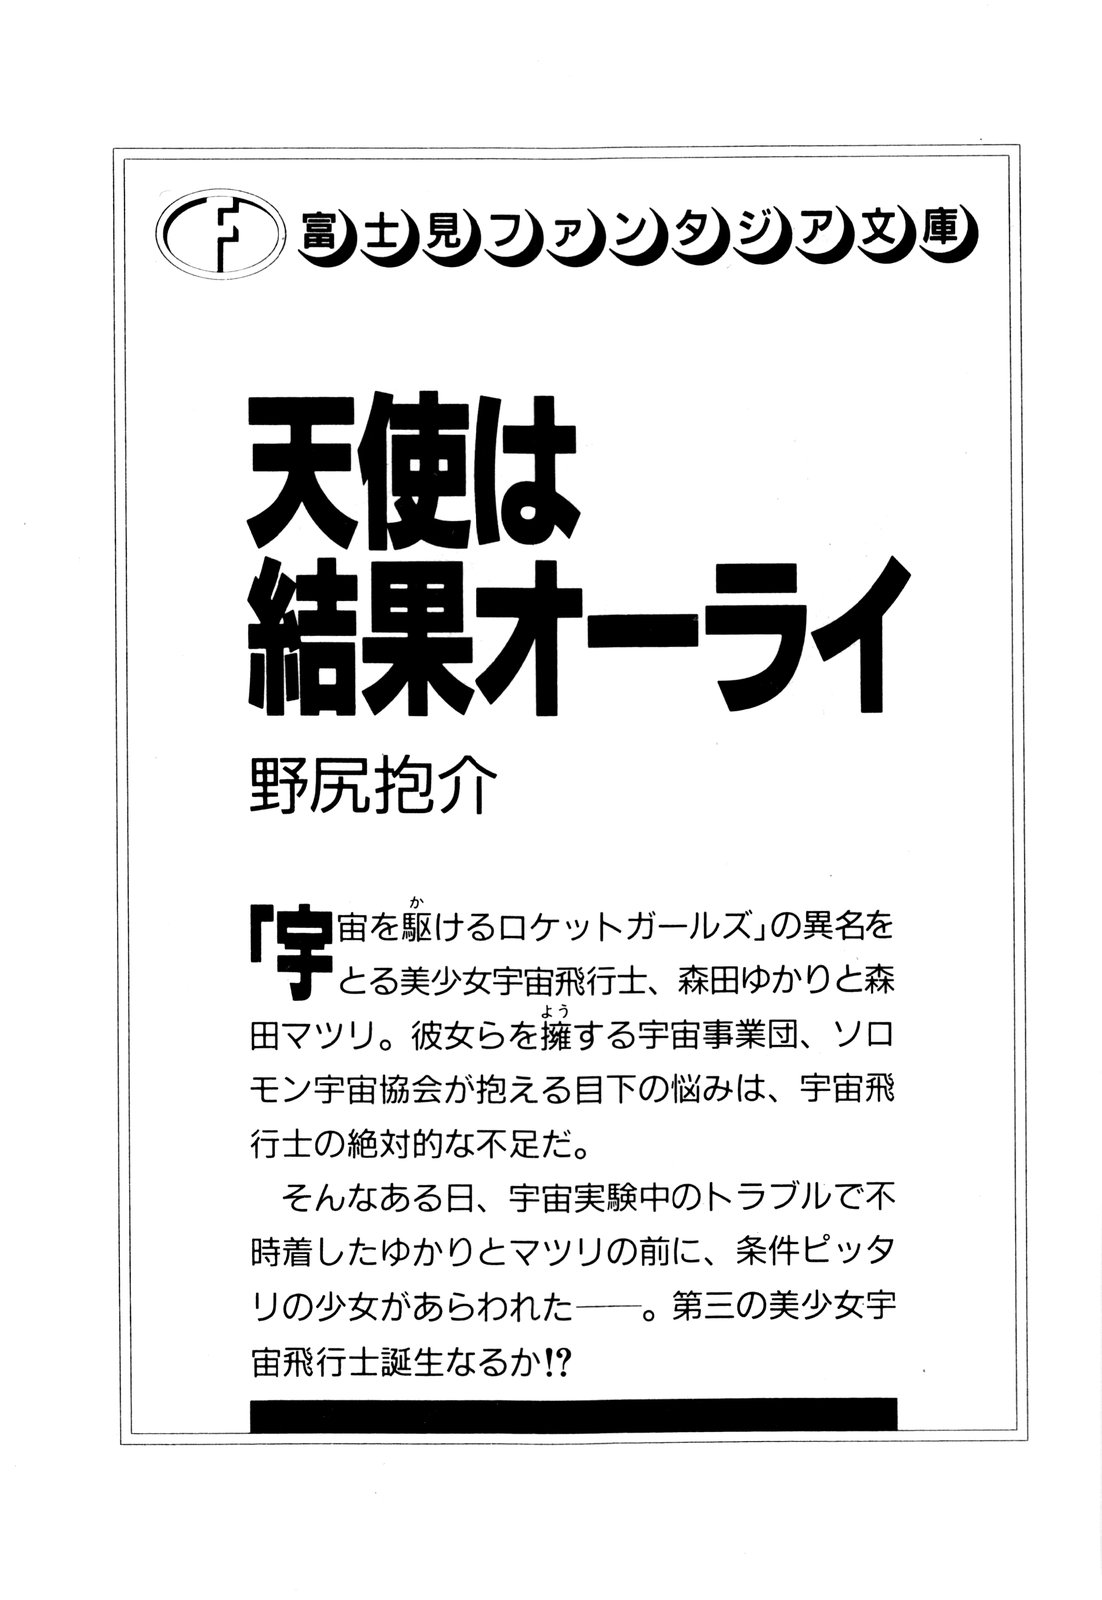 富士見ファンタジア文庫
天使は
結果オーライ
野尻抱介
「宇宙を駆けるロケットガールズ」の異名を
とる美少女宇宙飛行士、森田ゆかりと森
田マツリ。彼女らを擁する宇宙事業団、ソロ
モン宇宙協会が抱える目下の悩みは、宇宙飛
行士の絶対的な不足だ。
　そんなある日、宇宙実験中のトラブルで不
時着したゆかりとマツリの前に、条件ピッタ
リの少女があらわれた――。第三の美少女宇
宙飛行士誕生なるか!?